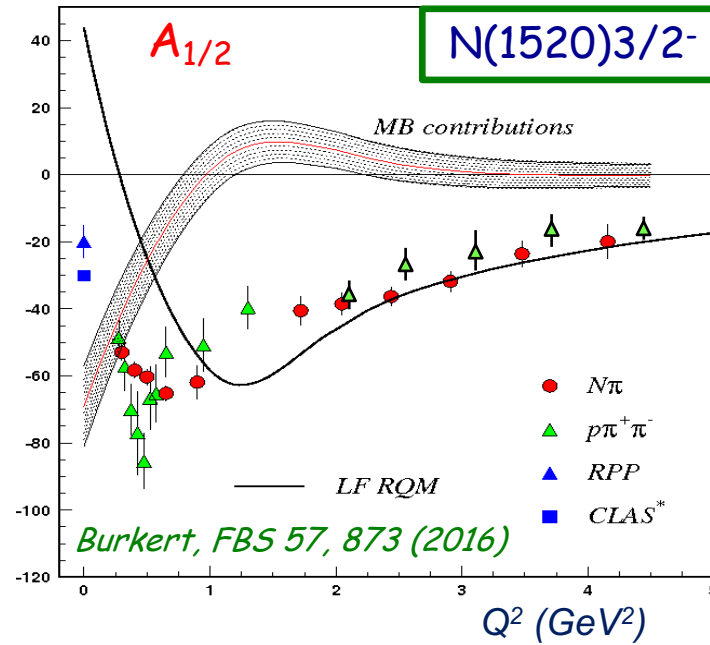 A1/2
N(1520)3/2-
MB contributions
40
20
0
-20
-40
-60
-80
-100
-120
Nπ
pπ+π-
RPP
CLAS*
LF RQM
Burkert, FBS 57, 873 (2016)
0
1
2
3
4
5
Q2 (GeV2)